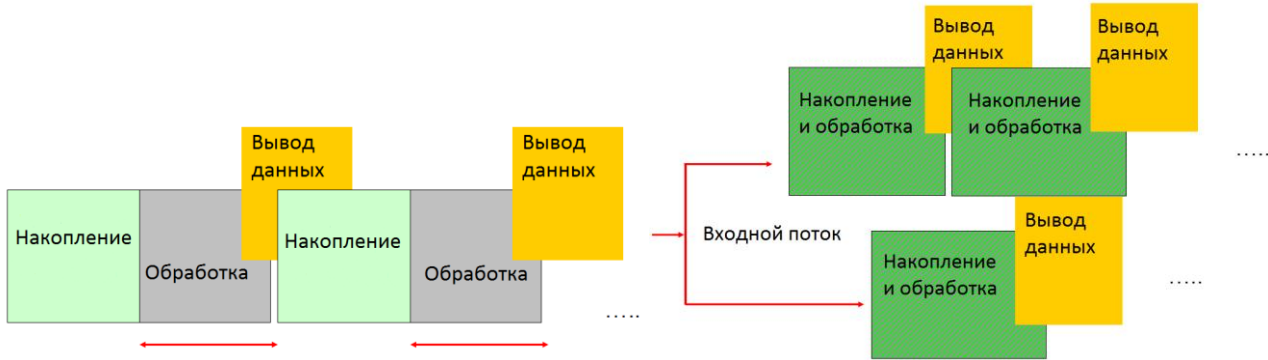 Накопление
Обработка
Вывод
данных
Накопление
Обработка
Вывод
данных
.....
Входной поток
Накопление
и обработка
Вывод
данных
Накопление
и обработка
Вывод
данных
.....
Накопление
и обработка
Вывод
данных
.....